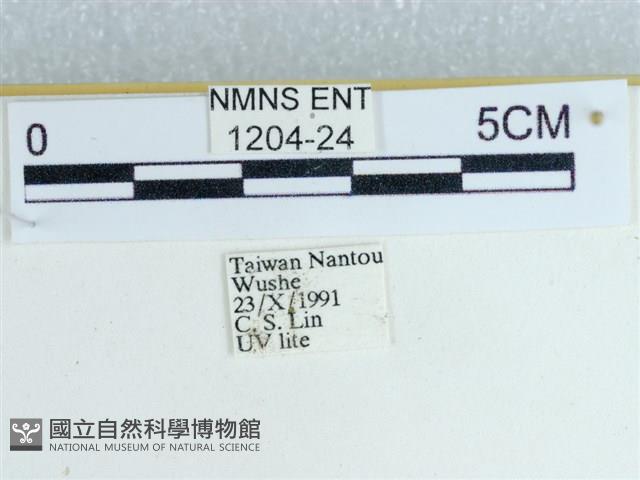 NMNS ENT
1204-24
0
5CM
Taiwan Nantou
Wushe
23/X/1991
C. S. Lin
UV lite
國立自然科學博物館
NATIONAL MUSEUM OF NATURAL SCIENCE